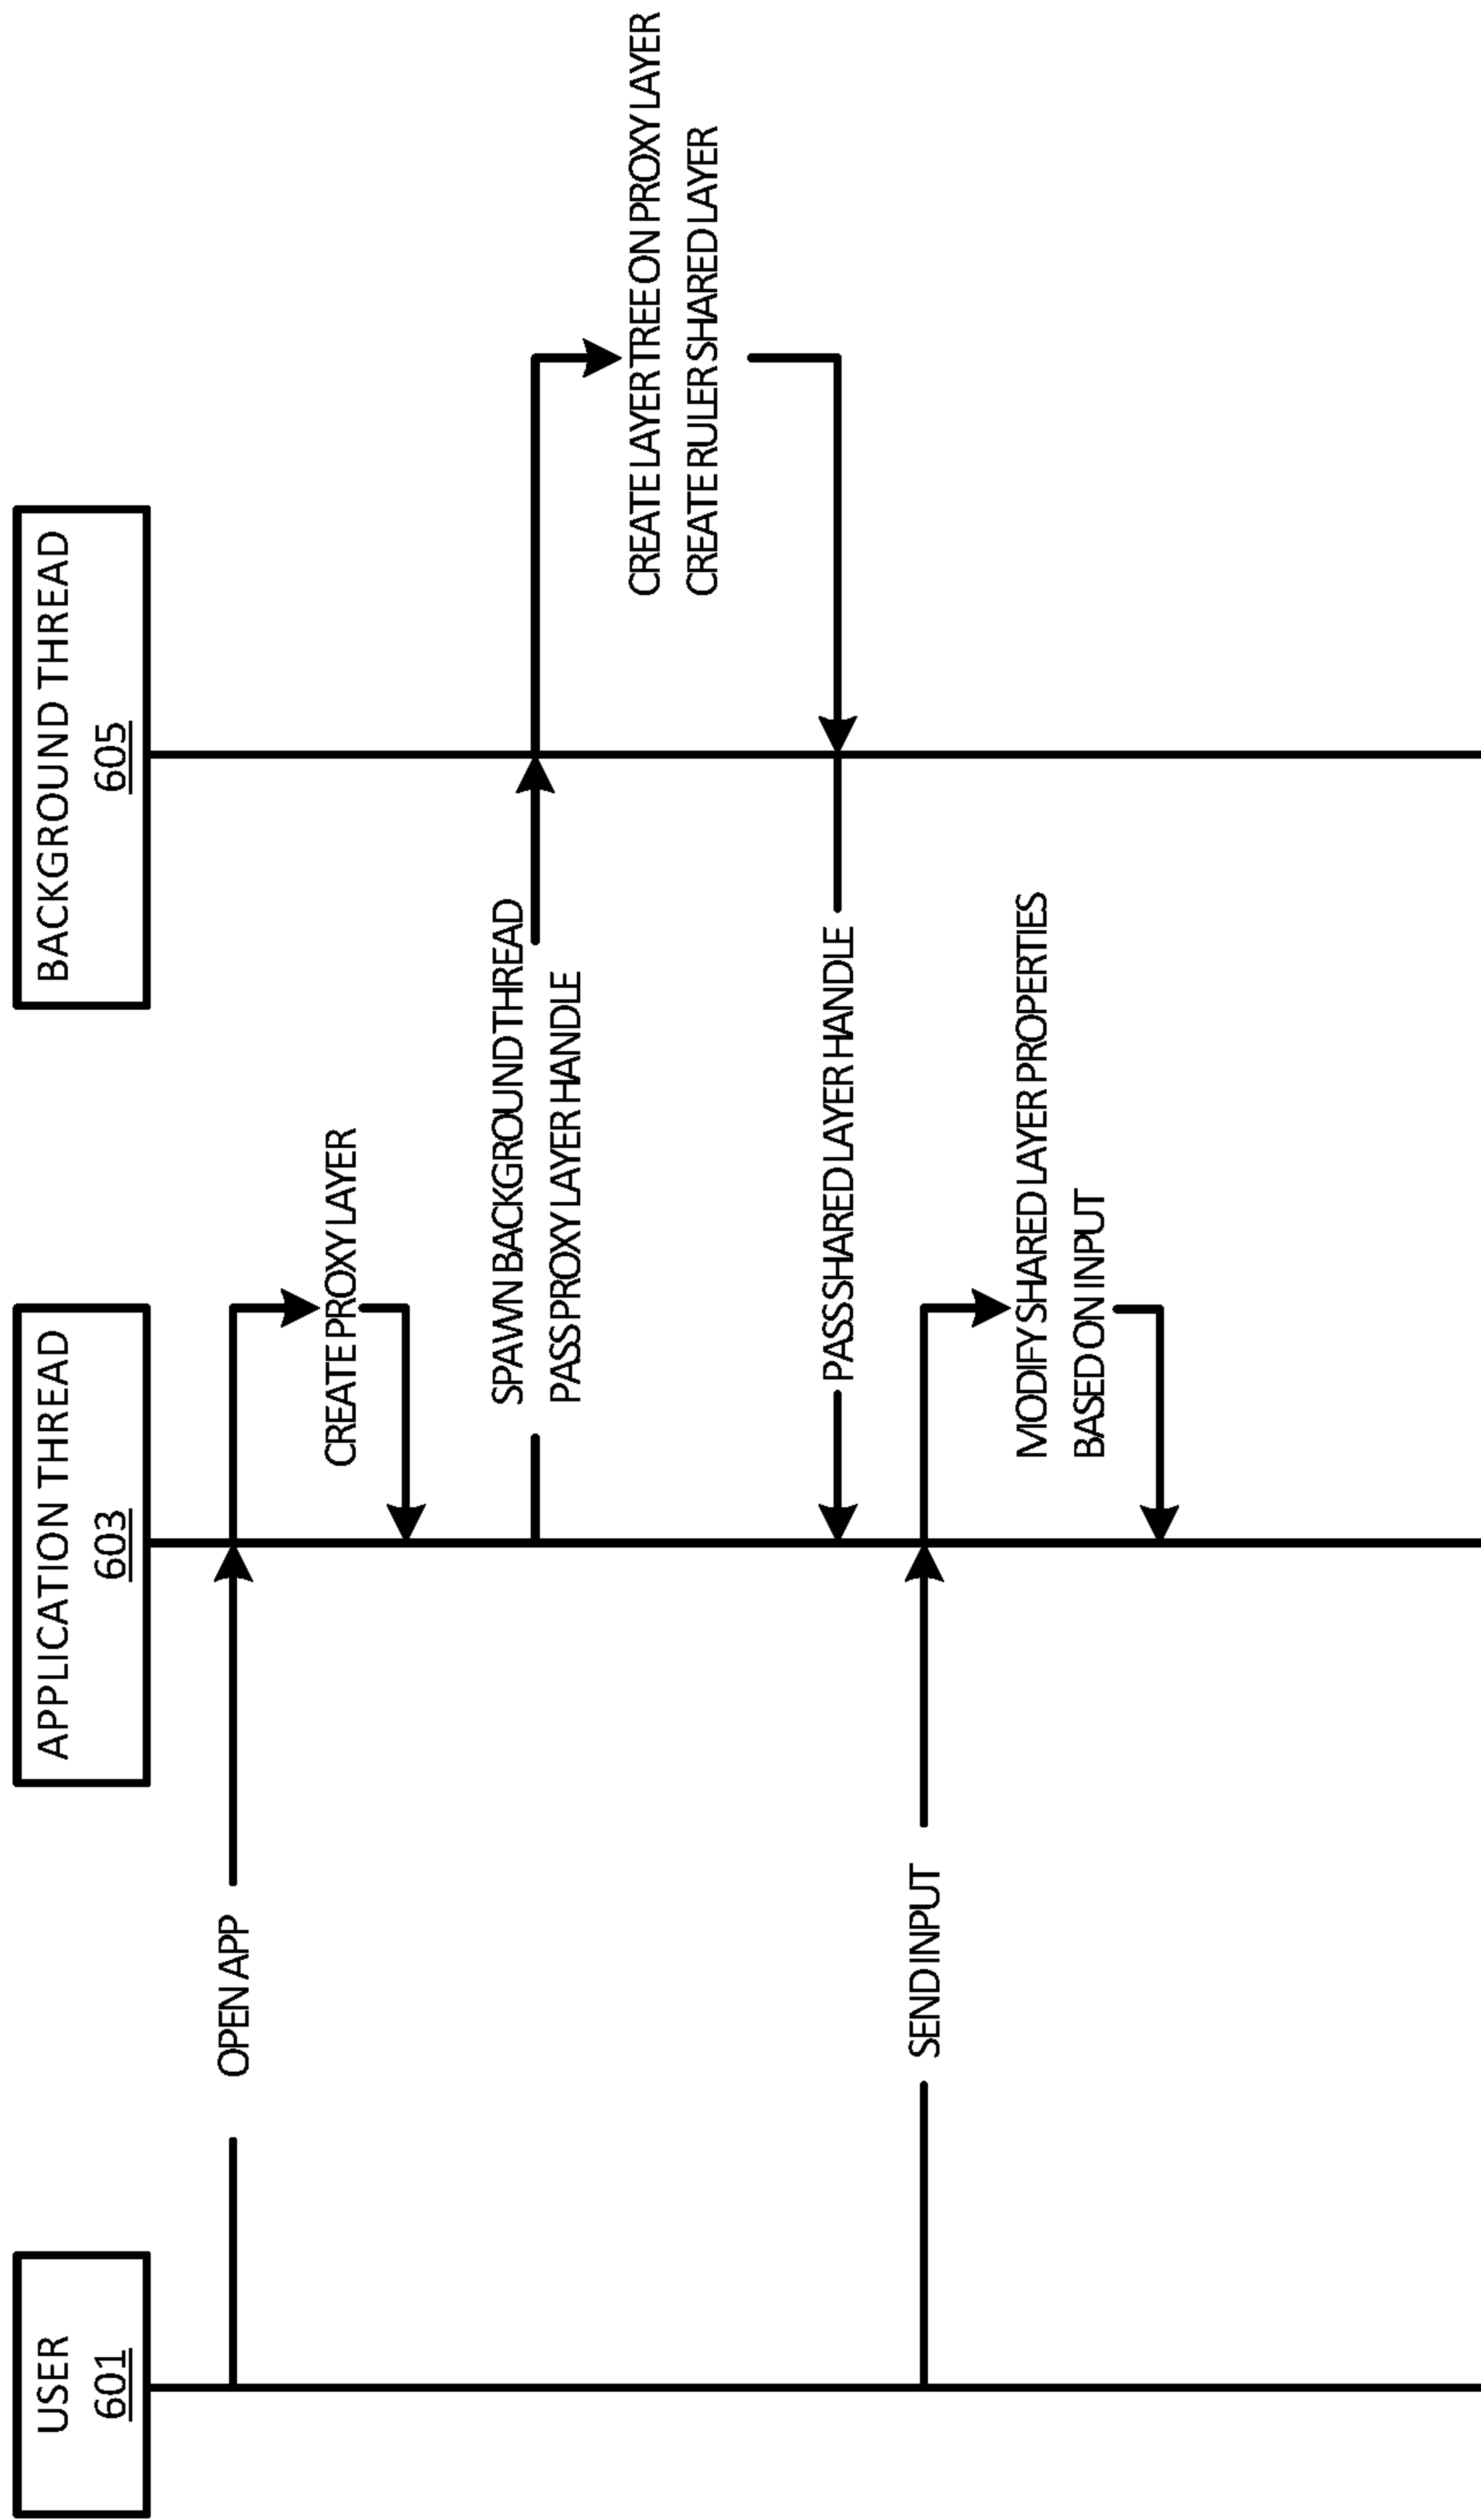 USER
601
APPLICATION THREAD
603
BACKGROUND THREAD
605
OPEN APP
CREATE PROXY LAYER
SPAWN BACKGROUND THREAD
PASS PROXY LAYER HANDLE
CREATE LAYER TREE ON PROXY LAYER
CREATE RULER SHARED LAYER
PASS SHARED LAYER HANDLE
SEND INPUT
MODIFY SHARED LAYER PROPERTIES
BASED ON INPUT